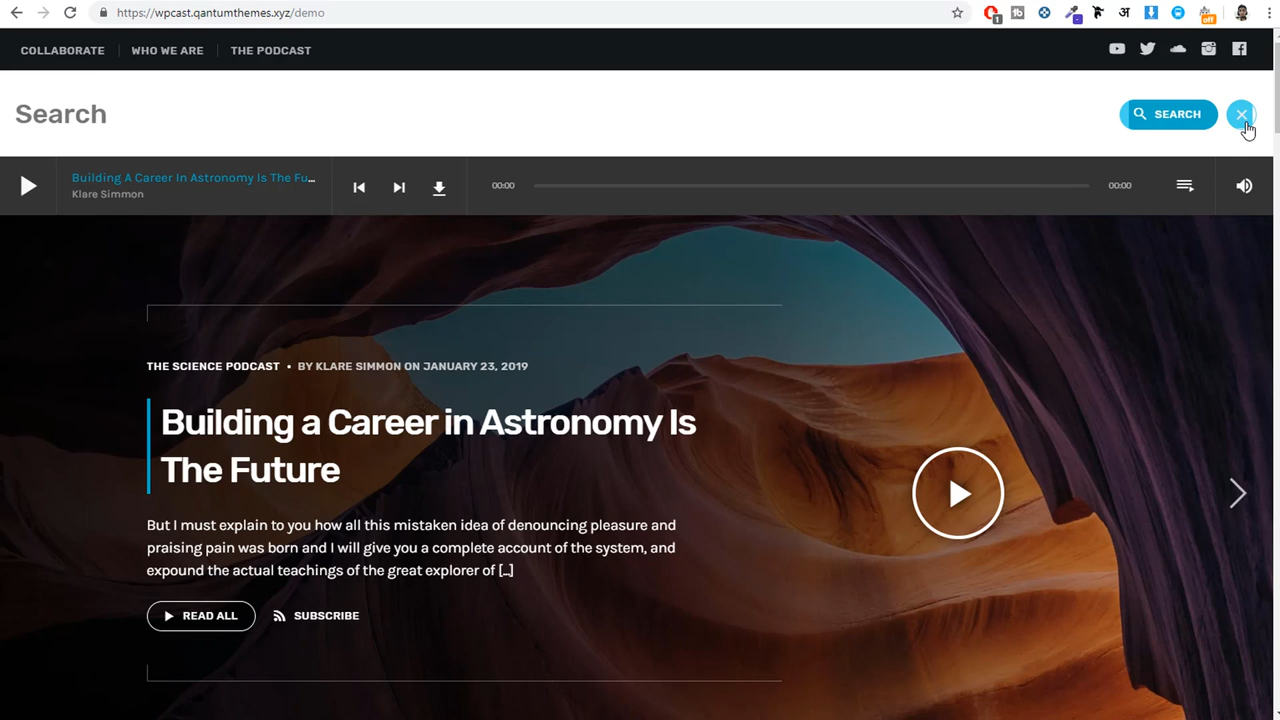 https://wpcast.qantumthemes.xyz/demo
1
अ
-
off
COLLABORATE
WHO WE ARE
THE PODCAST
Search
SEARCH
Building A Career In Astronomy Is The Fu...
Klare Simmon
00:00
00:00
THE SCIENCE PODCAST • BY KLARE SIMMON ON JANUARY 23, 2019
Building a Career in Astronomy Is
The Future
But I must explain to you how all this mistaken idea of denouncing pleasure and
praising pain was born and I will give you a complete account of the system, and
expound the actual teachings of the great explorer of [...]
READ ALL
SUBSCRIBE